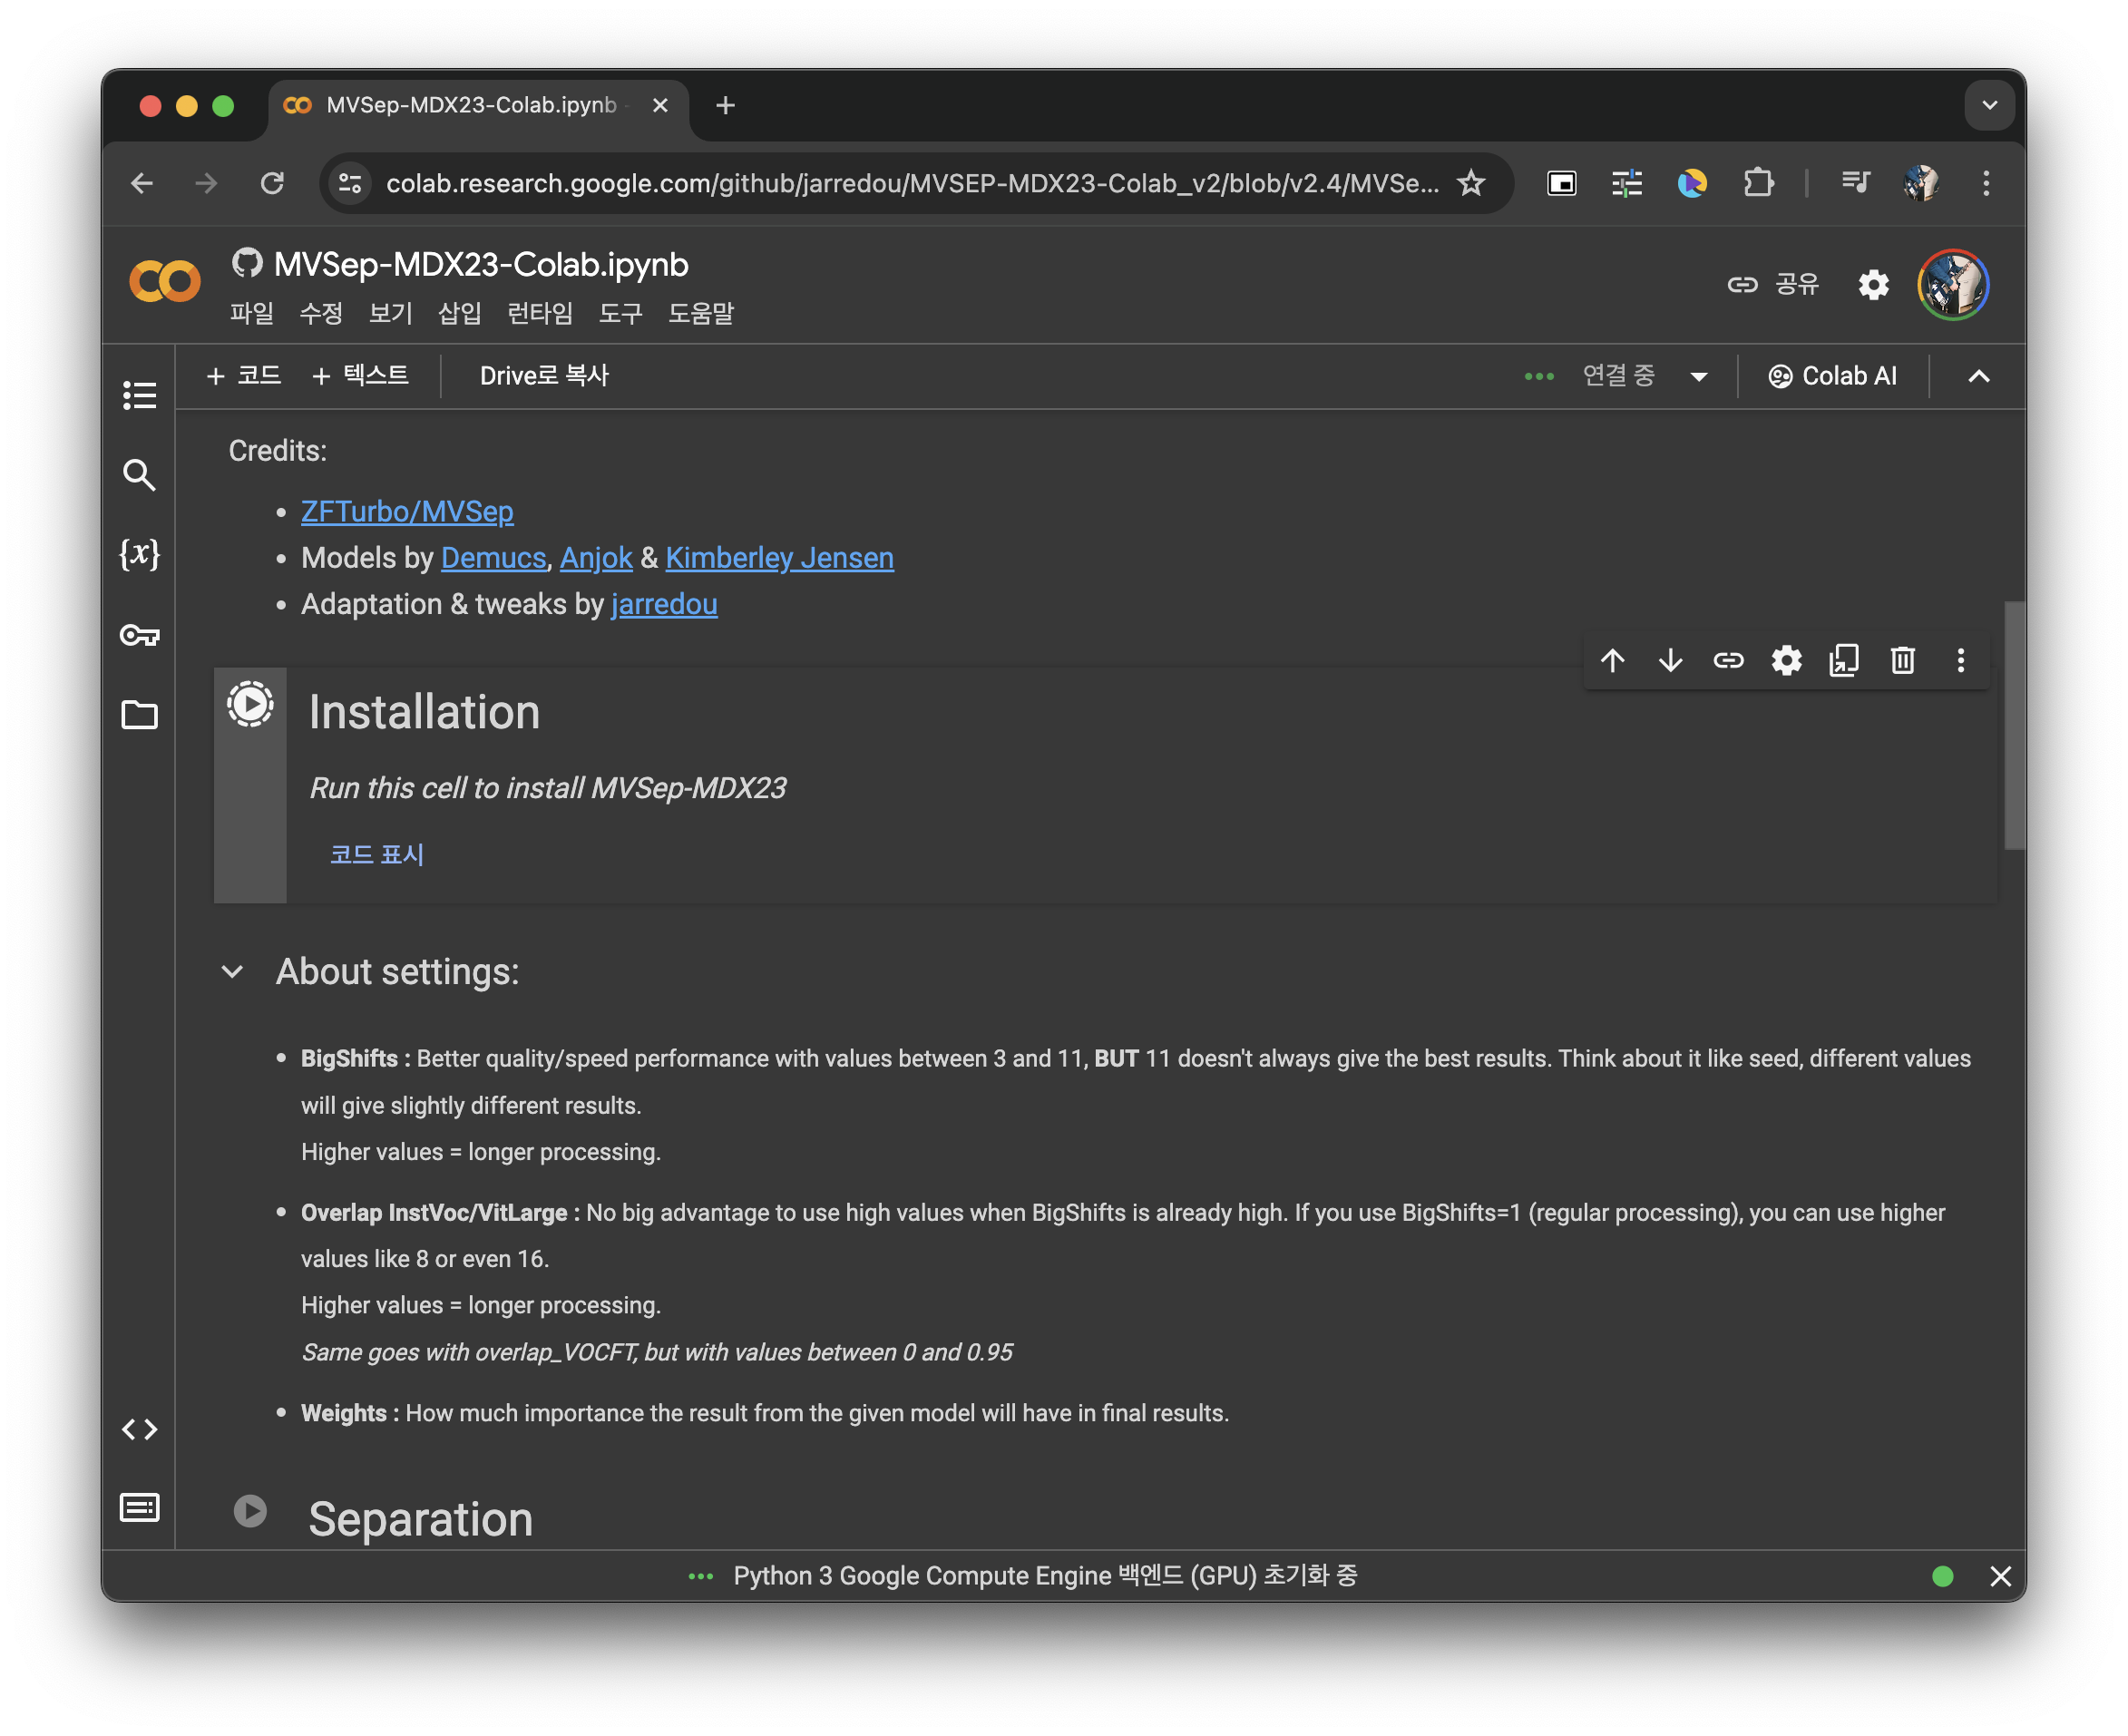 MVSep-MDX23-Colab.ipynb -
colab.research.google.com/github/jarredou/MVSEP-MDX23-Colab_v2/blob/v2.4/MVSe...
MVSep-MDX23-Colab.ipynb
파일 수정 보기 삽입 런타임 도구 도움말
공유
+ 코드 + 텍스트 Drive로 복사
연결 중
Colab AI
Credits:
• ZFTurbo/MVSep
• Models by Demucs, Anjok & Kimberley Jensen
• Adaptation & tweaks by jarredou
{x}
Installation
Run this cell to install MVSep-MDX23
코드 표시
About settings:
• BigShifts : Better quality/speed performance with values between 3 and 11, BUT 11 doesn't always give the best results. Think about it like seed, different values
will give slightly different results.
Higher values = longer processing.
• Overlap InstVoc/VitLarge : No big advantage to use high values when BigShifts is already high. If you use BigShifts=1 (regular processing), you can use higher
values like 8 or even 16.
Higher values = longer processing.
Same goes with overlap_VOCFT, but with values between 0 and 0.95
• Weights : How much importance the result from the given model will have in final results.
Separation
Python 3 Google Compute Engine 백엔드 (GPU) 초기화 중